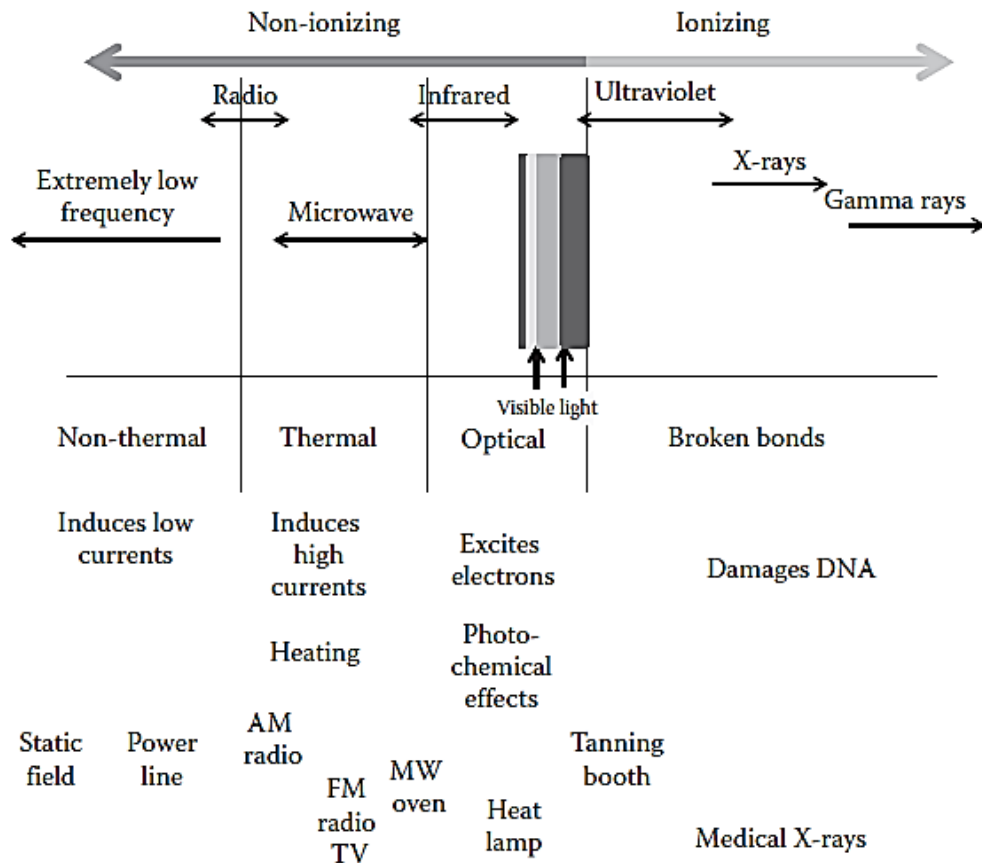 Non-ionizing
Ionizing
Radio
Infrared
Ultraviolet
X-rays
Extremely low
frequency
Microwave
Gamma rays
Visible light
Non-thermal
Thermal
Optical
Broken bonds
Induces low
currents
Induces
high
currents
Excites
electrons
Damages DNA
Heating
Photo-
chemical
effects
Static
field
Power
line
AM
radio
FM
radio
TV
MW
oven
Heat
lamp
Tanning
booth
Medical X-rays